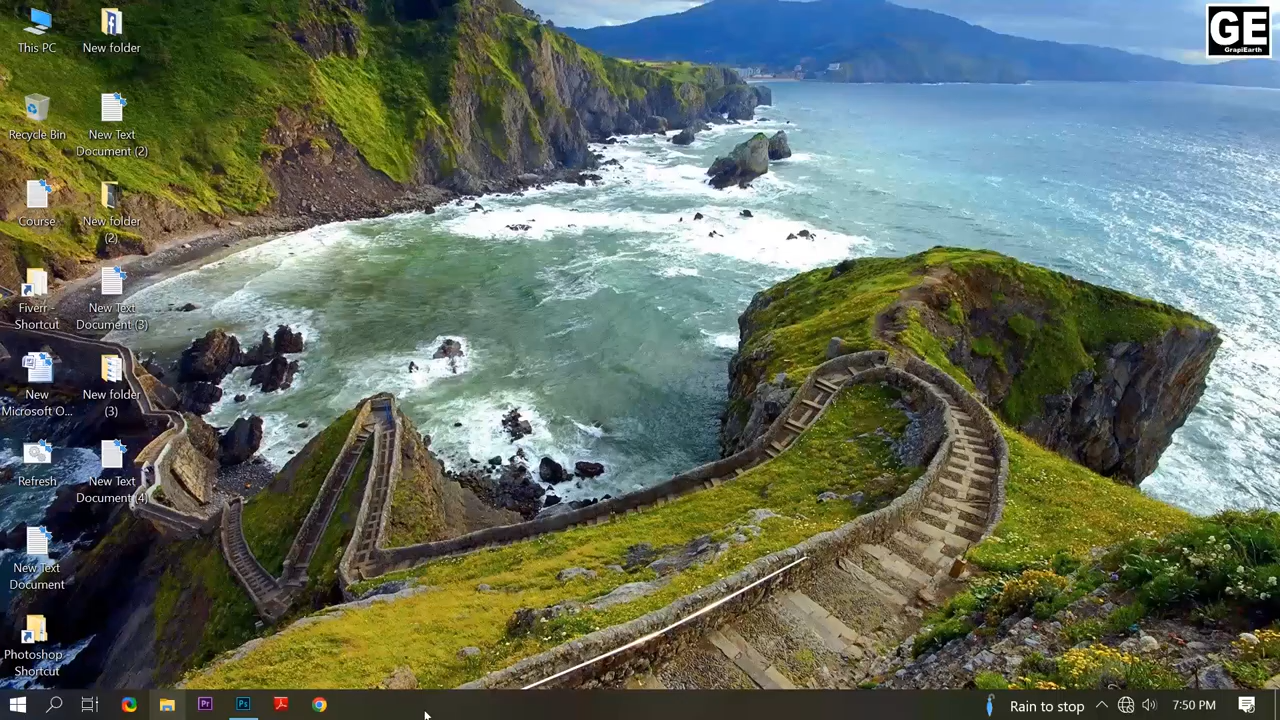 This PC
New folder
Recycle Bin
New Text
Document (2)
Course
New folder
(2)
Fiverr -
Shortcut
New Text
Document (3)
New
Microsoft O...
New folder
(3)
Refresh
New Text
Document (4)
New Text
Document
Photoshop -
Shortcut
GE
GrapiEarth
Pr
Ps
Rain to stop
7:50 PM